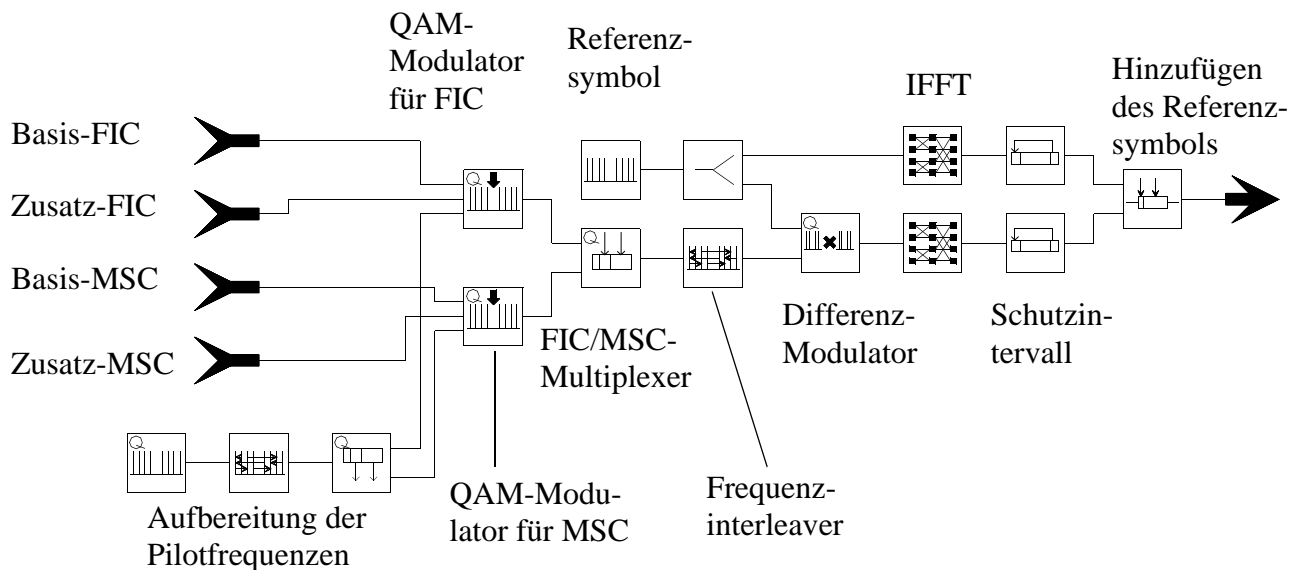 QAM-
Modulator
für FIC
Referenz-
symbol
IFFT
Hinzufügen
des Referenz-
symbols
Basis-FIC
Zusatz-FIC
Basis-MSC
Zusatz-MSC
FIC/MSC-
Multiplexer
Differenz-
Modulator
Schutzin-
tervall
Aufbereitung der
Pilotfrequenzen
QAM-Modu-
lator für MSC
Frequenz-
interleaver